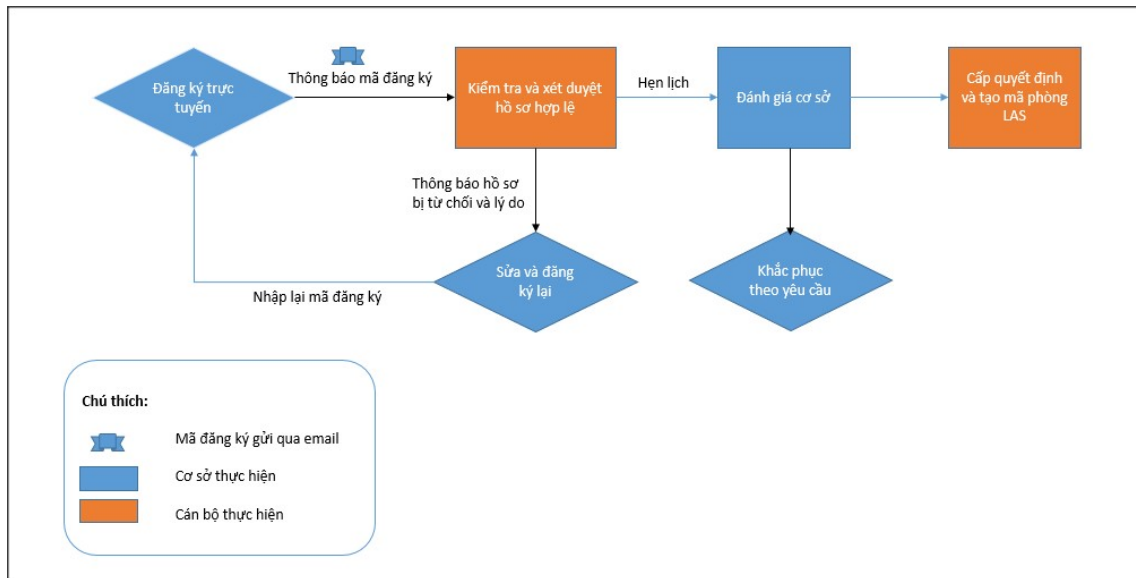 Đăng ký trực
tuyến
Thông báo mã đăng ký
Kiểm tra và xét duyệt
hồ sơ hợp lệ
Hẹn lịch
Đánh giá cơ sở
Cấp quyết định
và tạo mã phòng
LAS
Thông báo hồ sơ
bị từ chối và lý do
Sửa và đăng
ký lại
Nhập lại mã đăng ký
Khắc phục
theo yêu cầu
Chú thích:
Mã đăng ký gửi qua email
Cơ sở thực hiện
Cán bộ thực hiện